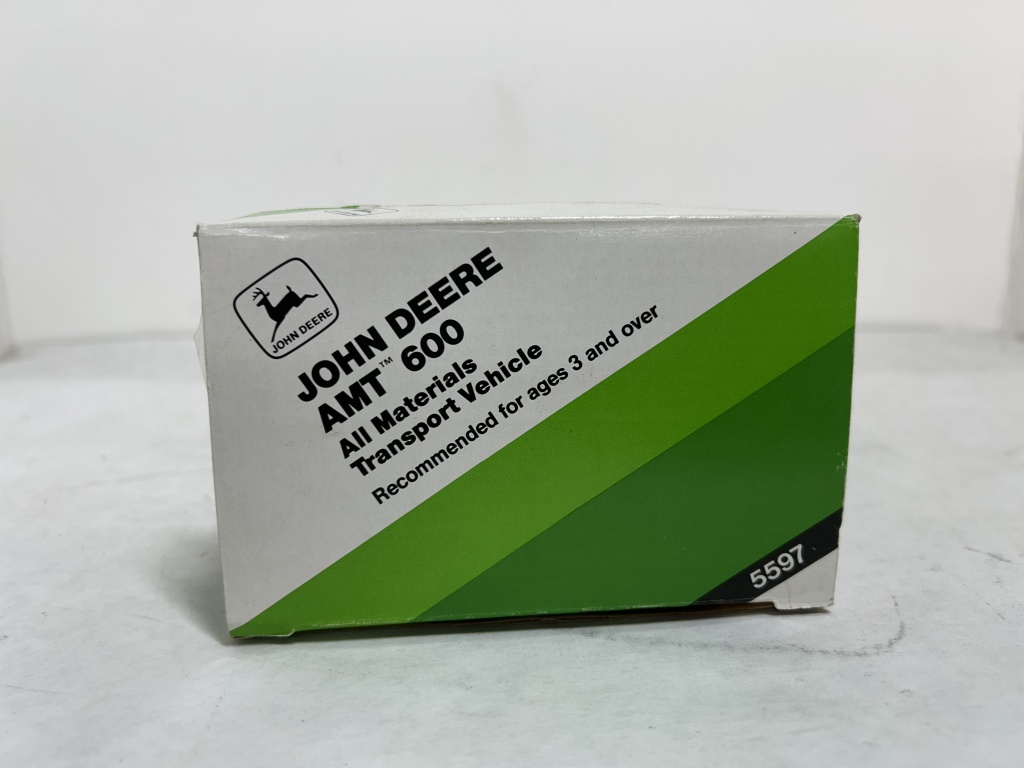 JOHN DEERE
JOHN DEERE
AMT™ 600
All Materials
Transport Vehicle
Recommended for ages 3 and over
5597